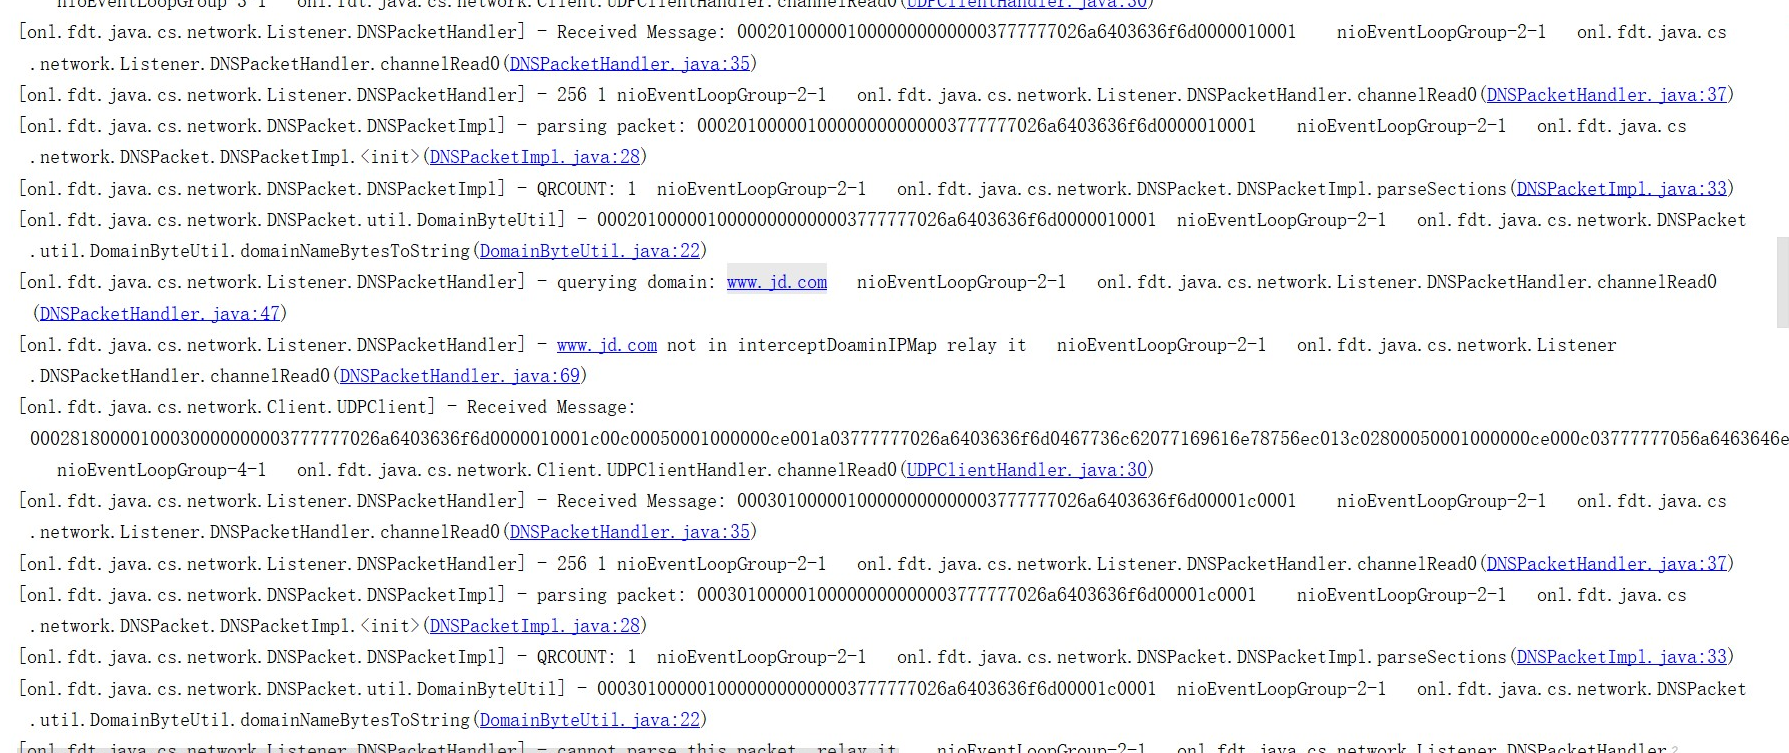 nioEventLoopGroup-3-1 onl.fdt.java.cs.network.Client.UDPClientHandler.channelRead0(UDPClientHandler.java:30)
[onl.fdt.java.cs.network.Listener.DNSPacketHandler] - Received Message: 00020100000100000000000003777777026a6403636f6d0000010001 nioEventLoopGroup-2-1 onl.fdt.java.cs
.network.Listener.DNSPacketHandler.channelRead0(DNSPacketHandler.java:35)
[onl.fdt.java.cs.network.Listener.DNSPacketHandler] - 256 1 nioEventLoopGroup-2-1 onl.fdt.java.cs.network.Listener.DNSPacketHandler.channelRead0(DNSPacketHandler.java:37)
[onl.fdt.java.cs.network.DNSPacket.DNSPacketImpl] - parsing packet: 00020100000100000000000003777777026a6403636f6d0000010001 nioEventLoopGroup-2-1 onl.fdt.java.cs
.network.DNSPacket.DNSPacketImpl.<init>(DNSPacketImpl.java:28)
[onl.fdt.java.cs.network.DNSPacket.DNSPacketImpl] - QRCOUNT: 1 nioEventLoopGroup-2-1 onl.fdt.java.cs.network.DNSPacket.DNSPacketImpl.parseSections(DNSPacketImpl.java:33)
[onl.fdt.java.cs.network.DNSPacket.util.DomainByteUtil] - 00020100000100000000000003777777026a6403636f6d0000010001 nioEventLoopGroup-2-1 onl.fdt.java.cs.network.DNSPacket
.util.DomainByteUtil.domainNameBytesToString(DomainByteUtil.java:22)
[onl.fdt.java.cs.network.Listener.DNSPacketHandler] - querying domain: www.jd.com nioEventLoopGroup-2-1 onl.fdt.java.cs.network.Listener.DNSPacketHandler.channelRead0
(DNSPacketHandler.java:47)
[onl.fdt.java.cs.network.Listener.DNSPacketHandler] - www.jd.com not in interceptDoaminIPMap relay it nioEventLoopGroup-2-1 onl.fdt.java.cs.network.Listener
.DNSPacketHandler.channelRead0(DNSPacketHandler.java:69)
[onl.fdt.java.cs.network.Client.UDPClient] - Received Message:
00028180000100030000000003777777026a6403636f6d0000010001c00c00050001000000ce001a03777777026a6403636f6d0467736c62077169616e78756ec013c02800050001000000ce000c03777777056a6463646e
nioEventLoopGroup-4-1 onl.fdt.java.cs.network.Client.UDPClientHandler.channelRead0(UDPClientHandler.java:30)
[onl.fdt.java.cs.network.Listener.DNSPacketHandler] - Received Message: 00030100000100000000000003777777026a6403636f6d00001c0001 nioEventLoopGroup-2-1 onl.fdt.java.cs
.network.Listener.DNSPacketHandler.channelRead0(DNSPacketHandler.java:35)
[onl.fdt.java.cs.network.Listener.DNSPacketHandler] - 256 1 nioEventLoopGroup-2-1 onl.fdt.java.cs.network.Listener.DNSPacketHandler.channelRead0(DNSPacketHandler.java:37)
[onl.fdt.java.cs.network.DNSPacket.DNSPacketImpl] - parsing packet: 00030100000100000000000003777777026a6403636f6d00001c0001 nioEventLoopGroup-2-1 onl.fdt.java.cs
.network.DNSPacket.DNSPacketImpl.<init>(DNSPacketImpl.java:28)
[onl.fdt.java.cs.network.DNSPacket.DNSPacketImpl] - QRCOUNT: 1 nioEventLoopGroup-2-1 onl.fdt.java.cs.network.DNSPacket.DNSPacketImpl.parseSections(DNSPacketImpl.java:33)
[onl.fdt.java.cs.network.DNSPacket.util.DomainByteUtil] - 00030100000100000000000003777777026a6403636f6d00001c0001 nioEventLoopGroup-2-1 onl.fdt.java.cs.network.DNSPacket
.util.DomainByteUtil.domainNameBytesToString(DomainByteUtil.java:22)
[onl.fdt.java.cs.network.Listener.DNSPacketHandler] - cannot parse this packet, relay it nioEventLoopGroup-2-1 onl.fdt.java.cs.network.Listener.DNSPacketHandler